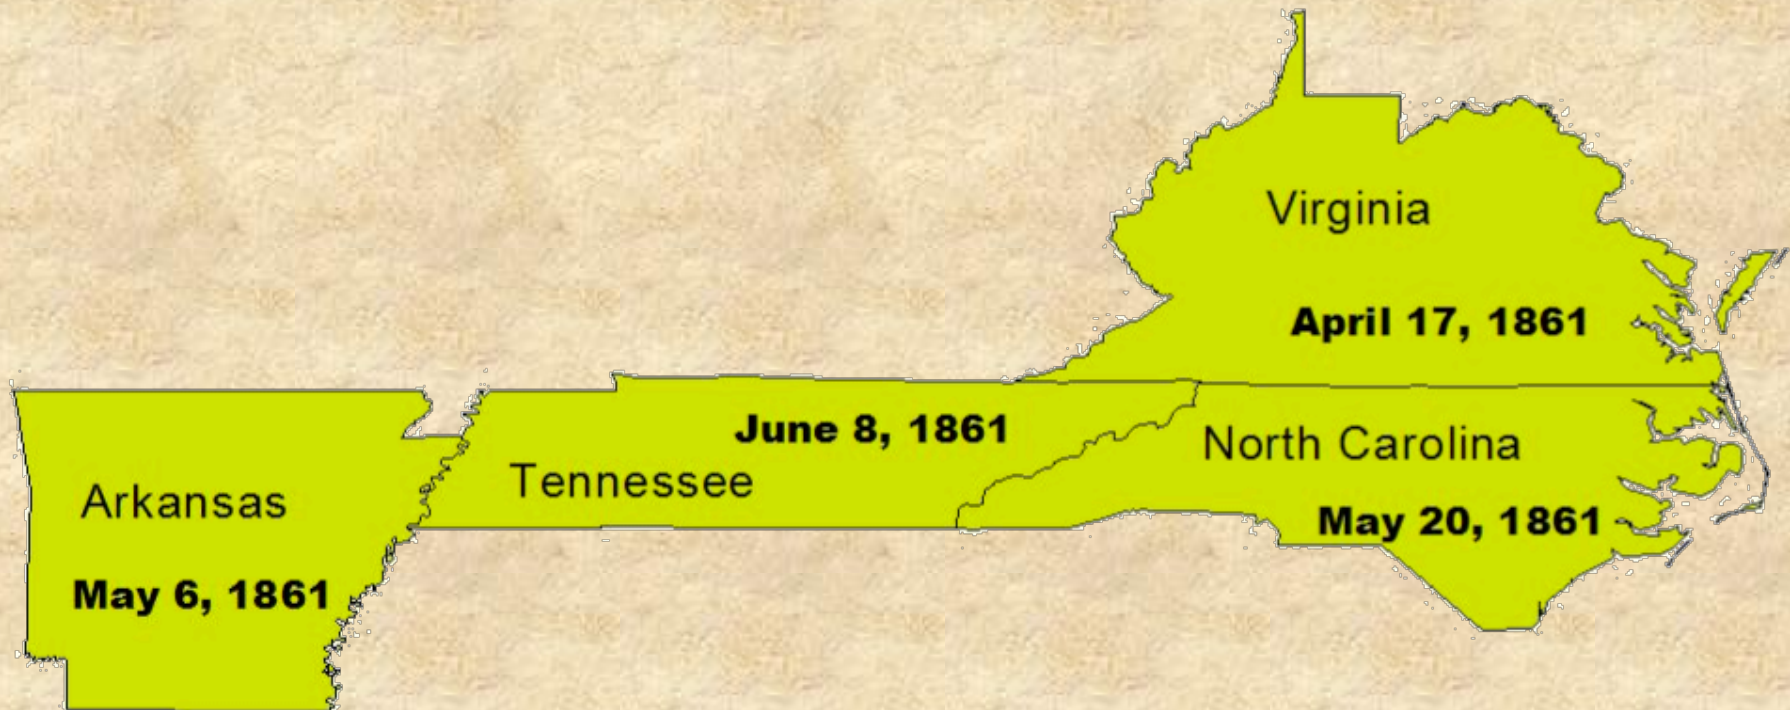 Virginia
April 17, 1861
June 8, 1861
Tennessee
North Carolina
May 20, 1861
Arkansas
May 6, 1861